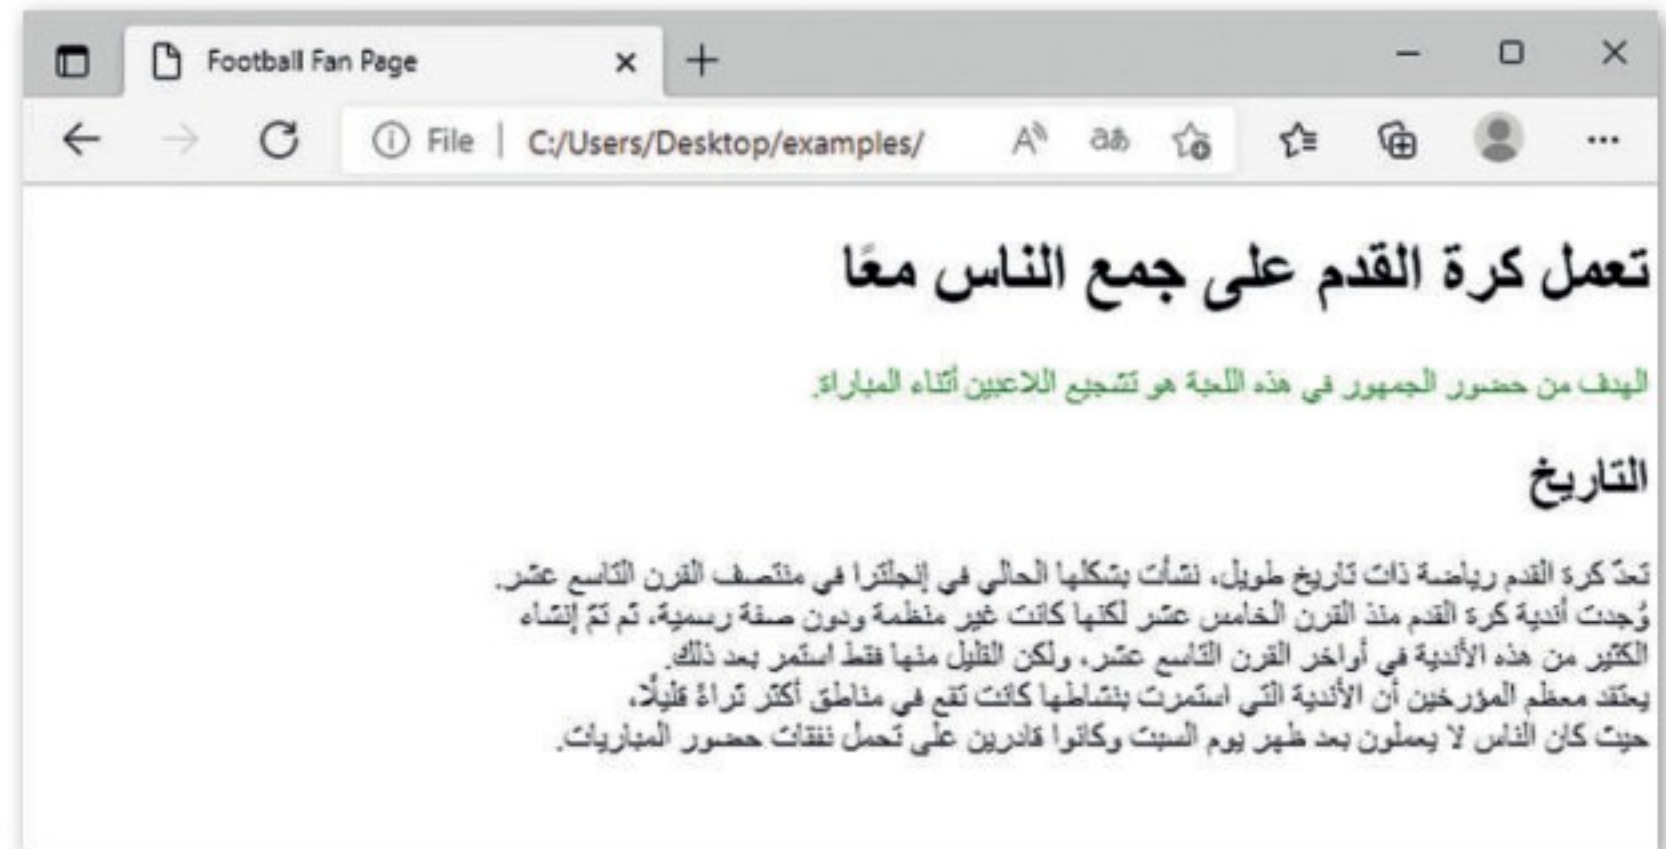 Football Fan Page
File | C:/Users/Desktop/examples/
تعمل كرة القدم على جمع الناس معًا
الهدف من حضور الجمهور في هذه اللعبة هو تشجيع اللاعبين أثناء المباراة.
التاريخ
تعدّ كرة القدم رياضة ذات تاريخ طويل، نشأت بشكلها الحالي في إنجلترا في منتصف القرن التاسع عشر.
وُجدت أندية كرة القدم منذ القرن الخامس عشر لكنها كانت غير منظمة ودون صفة رسمية، ثم تمّ إنشاء
الكثير من هذه الأندية في أواخر القرن التاسع عشر، ولكن القليل منها فقط استمر بعد ذلك.
يعتقد معظم المؤرخين أن الأندية التي استمرت بنشاطها كانت تقع في مناطق أكثر ثراءً قليلًا،
حيث كان الناس لا يعملون بعد ظهر يوم السبت وكانوا قادرين على تحمل نفقات حضور المباريات.